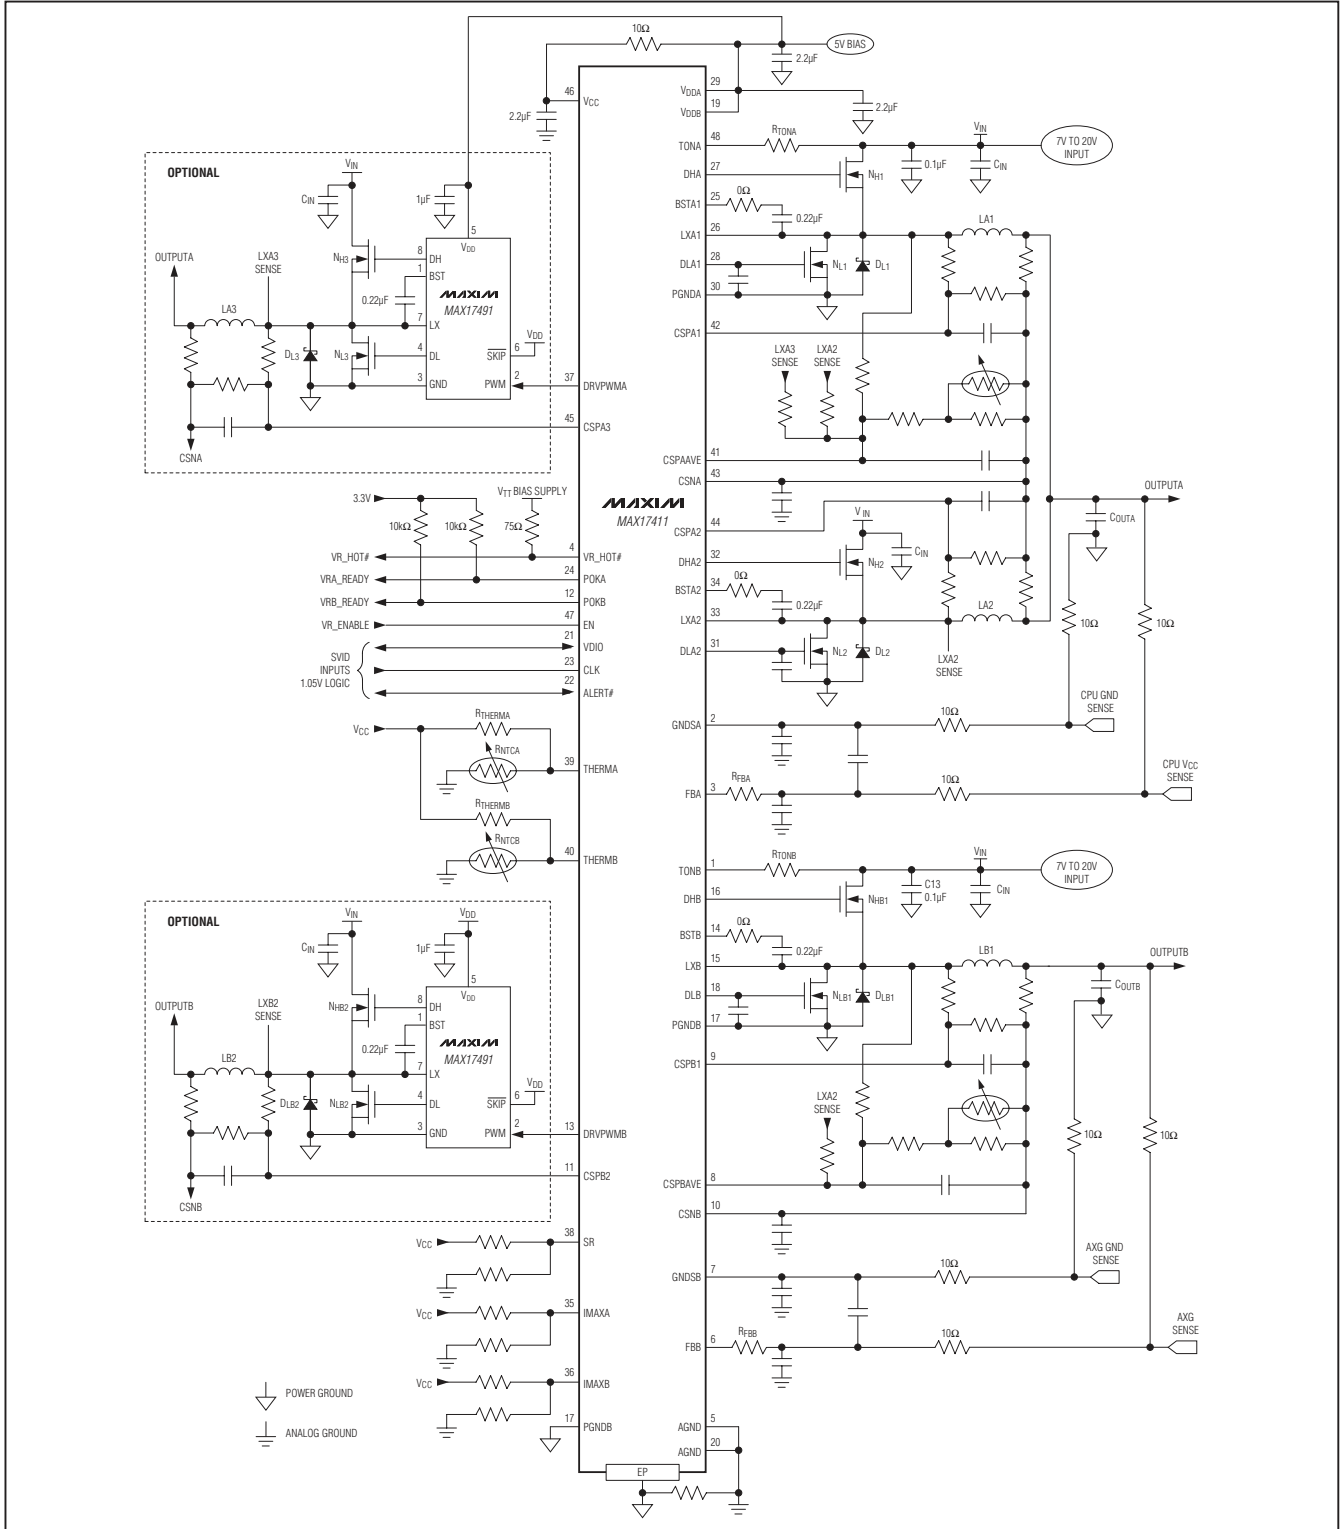 10Ω
5V BIAS
2.2µF
2.2µF
46
VCC
29
VDDA
19
VDDB
2.2µF
48
TONA
RTONA
VIN
7V TO 20V
INPUT
0.1µF
CIN
27
DHA
NH1
25
BSTA1
0Ω
0.22µF
26
LXA1
LA1
28
DLA1
NL1
DL1
30
PGNDA
42
CSPA1
LXA3
SENSE
LXA2
SENSE
41
CSPAAVE
43
CSNA
OUTPUTA
COUTA
44
CSPA2
V IN
CIN
32
DHA2
NH2
34
BSTA2
0Ω
0.22µF
33
LXA2
LA2
31
DLA2
NL2
DL2
LXA2
SENSE
10Ω
10Ω
2
GNDSA
10Ω
CPU GND
SENSE
3
FBA
RFBA
10Ω
CPU VCC
SENSE
OPTIONAL
VIN
CIN
1µF
5
VDD
OUTPUTA
LXA3
SENSE
NH3
8
DH
1
BST
0.22µF
MAXIM
MAX17491
LA3
7
LX
DL3
NL3
4
DL
6
SKIP
VDD
3
GND
2
PWM
37
DRVPWMA
45
CSPA3
CSNA
MAXIM
MAX17411
3.3V
VTT BIAS SUPPLY
10kΩ
10kΩ
75Ω
VR_HOT#
4
VR_HOT#
VRA_READY
24
POKA
VRB_READY
12
POKB
VR_ENABLE
47
EN
SVID
INPUTS
1.05V LOGIC
21
VDIO
23
CLK
22
ALERT#
VCC
RTHERMA
RNTCA
39
THERMA
RTHERMB
RNTCB
40
THERMB
1
TONB
RTONB
VIN
7V TO 20V
INPUT
C13
0.1µF
CIN
16
DHB
NHB1
14
BSTB
0Ω
0.22µF
15
LXB
LB1
OUTPUTB
COUTB
18
DLB
NLB1
DLB1
17
PGNDB
9
CSPB1
LXA2
SENSE
10Ω
10Ω
8
CSPBAVE
10
CSNB
7
GNDSB
10Ω
AXG GND
SENSE
6
FBB
RFBB
10Ω
AXG
SENSE
OPTIONAL
VIN
VDD
CIN
1µF
5
VDD
OUTPUTB
LXB2
SENSE
NHB2
8
DH
1
BST
0.22µF
MAXIM
MAX17491
LB2
7
LX
DLB2
NLB2
4
DL
6
SKIP
VDD
3
GND
2
PWM
13
DRVPWMB
11
CSPB2
CSNB
VCC
38
SR
VCC
35
IMAXA
VCC
36
IMAXB
17
PGNDB
5
AGND
20
AGND
EP
POWER GROUND
ANALOG GROUND